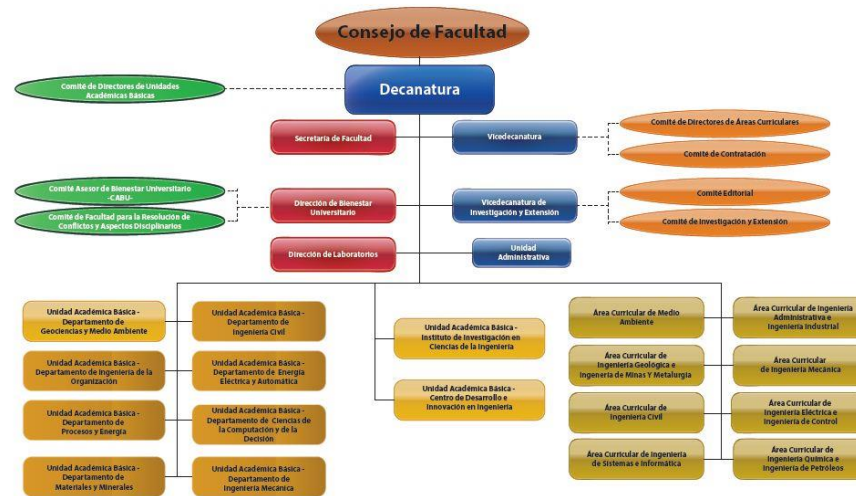 Consejo de Facultad
Decanatura
Comité de Directores de Unidades
Académicas Básicas
Secretaría de Facultad
Vicedecanatura
Comité de Directores de Áreas Curriculares
Comité de Contratación
Comité Asesor de Bienestar Universitario
-CABU-
Comité de Facultad para la Resolución de
Conflictos y Aspectos Disciplinarios
Dirección de Bienestar
Universitario
Vicedecanatura de
Investigación y Extensión
Comité Editorial
Comité de Investigación y Extensión
Dirección de Laboratorios
Unidad
Administrativa
Unidad Académica Básica -
Departamento de
Geociencias y Medio Ambiente
Unidad Académica Básica -
Departamento de
Ingeniería Civil
Unidad Académica Básica -
Departamento de Ingeniería de la
Organización
Unidad Académica Básica -
Departamento de Energía
Eléctrica y Automática
Unidad Académica Básica -
Departamento de
Procesos y Energía
Unidad Académica Básica -
Departamento de Ciencias de
la Computación y de la
Decisión
Unidad Académica Básica -
Departamento de
Materiales y Minerales
Unidad Académica Básica -
Departamento de
Ingeniería Mecánica
Unidad Académica Básica -
Instituto de Investigación en
Ciencias de la Ingeniería
Unidad Académica Básica -
Centro de Desarrollo e
Innovación en Ingeniería
Área Curricular de Medio
Ambiente
Área Curricular de Ingeniería
Administrativa e
Ingeniería Industrial
Área Curricular de
Ingeniería Geológica e
Ingenería de Minas Y Metalurgia
Área Curricular
de Ingeniería Mecánica
Área Curricular de
Ingeniería Civil
Área Curricular de
Ingeniería Eléctrica e
Ingeniería de Control
Área Curricular de Ingeniería
de Sistemas e Informática
Área Curricular de
Ingeniería Química e
Ingeniería de Petróleos